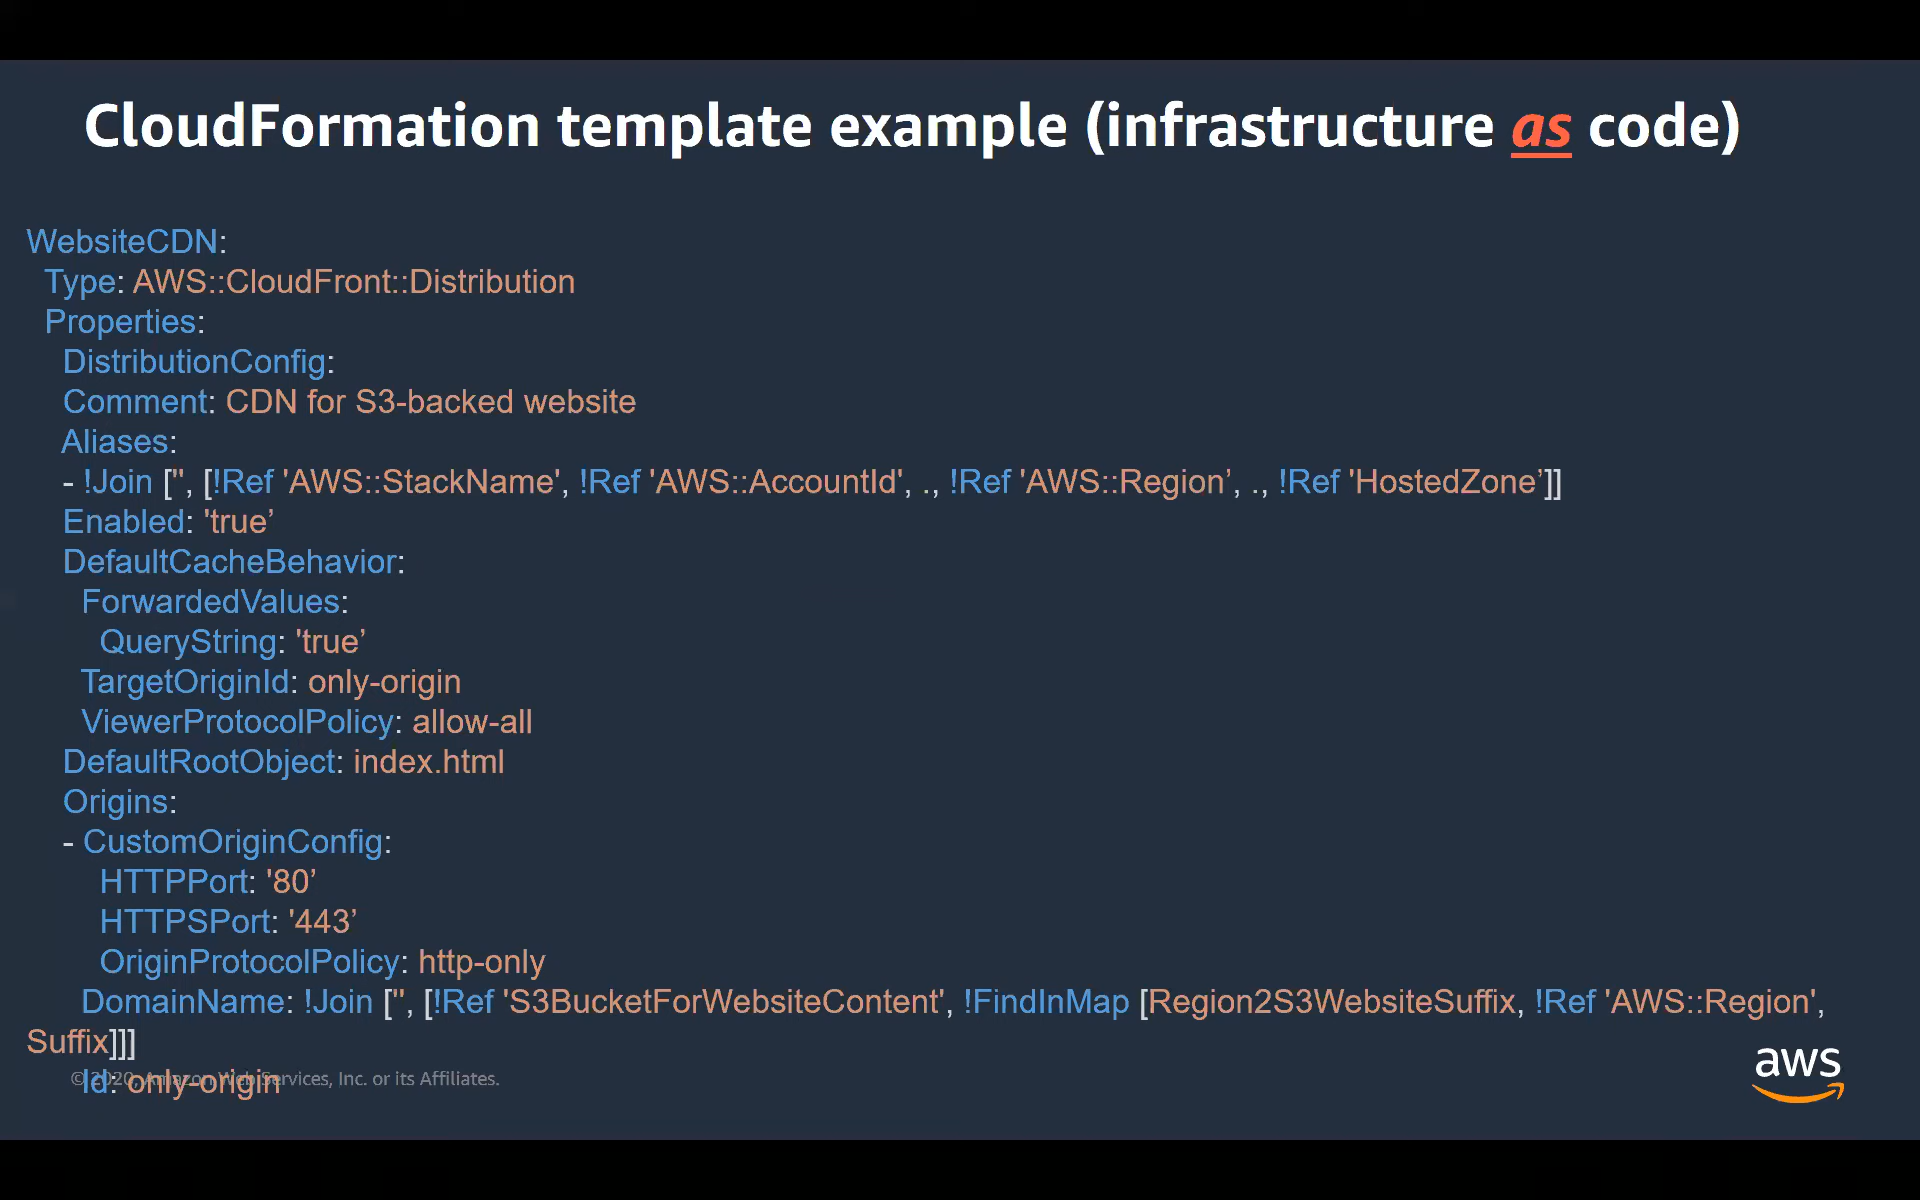 CloudFormation template example (infrastructure as code)
WebsiteCDN:
Type: AWS::CloudFront::Distribution
Properties:
DistributionConfig:
Comment: CDN for S3-backed website
Aliases:
- !Join ['', [!Ref 'AWS::StackName', !Ref 'AWS::AccountId', ., !Ref 'AWS::Region’, ., !Ref 'HostedZone’]]
Enabled: 'true’
DefaultCacheBehavior:
ForwardedValues:
QueryString: 'true’
TargetOriginId: only-origin
ViewerProtocolPolicy: allow-all
DefaultRootObject: index.html
Origins:
- CustomOriginConfig:
HTTPPort: '80’
HTTPSPort: '443’
OriginProtocolPolicy: http-only
DomainName: !Join ['', [!Ref 'S3BucketForWebsiteContent', !FindInMap [Region2S3WebsiteSuffix, !Ref 'AWS::Region',
Suffix]]]
Id: only-origin
© 2020, Amazon Web Services, Inc. or its Affiliates.
aws